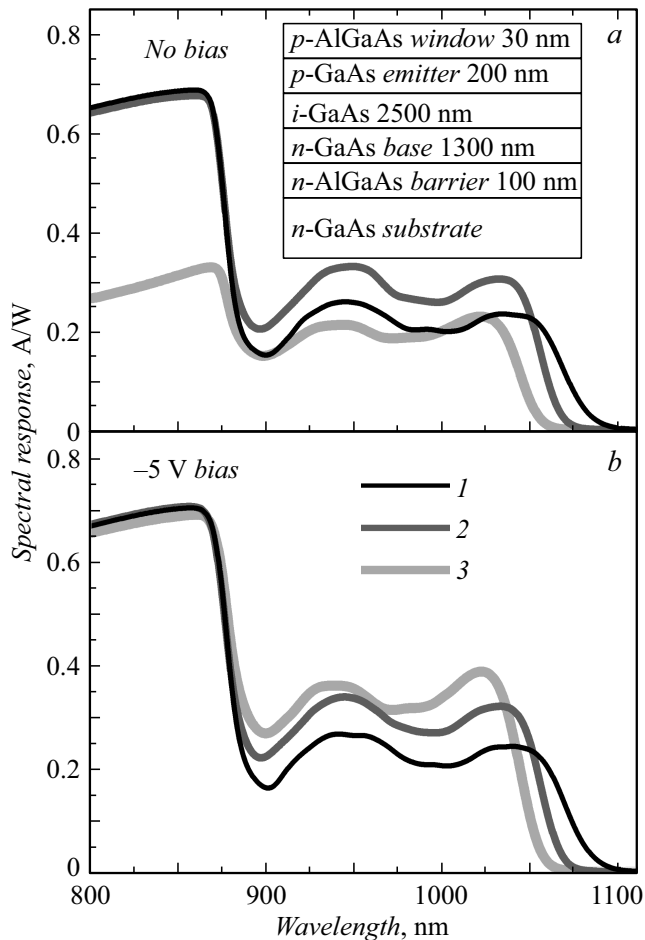 0.8
No bias
a
p-AlGaAs window 30 nm
p-GaAs emitter 200 nm
i-GaAs 2500 nm
n-GaAs base 1300 nm
n-AlGaAs barrier 100 nm
n-GaAs substrate
0.6
0.4
0.2
0
Spectral response, A/W
–5 V bias
b
1
2
3
0.8
0.6
0.4
0.2
0
800
900
1000
1100
Wavelength, nm